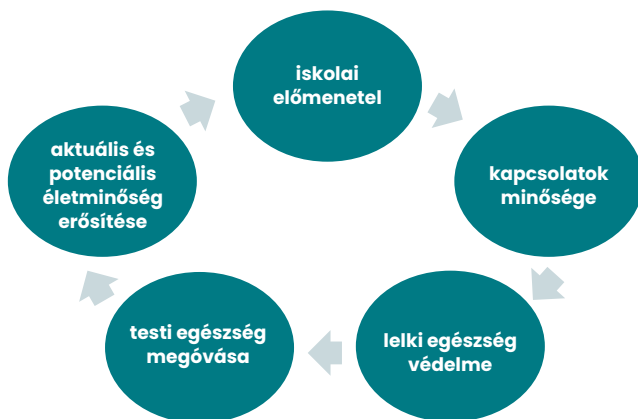 iskolai
előmenetel
kapcsolatok
minősége
lelki egészség
védelme
testi egészség
megóvása
aktuális és
potenciális
életminőség
erősítése